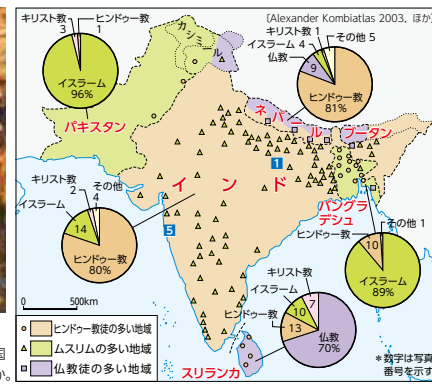 〔Alexander Kombiatlas 2003, ほか〕
キリスト教
3
ヒンドゥー教
1
イスラーム
96%
パキスタン
カシミール
キリスト教 1
イスラーム 4
その他 5
仏教
9
ヒンドゥー教
81%
ネパール
ブータン
1
インド
キリスト教
2
その他
4
イスラーム
14
ヒンドゥー教
80%
5
バングラデシュ
その他 1
ヒンドゥー教
10
イスラーム
89%
キリスト教
7
イスラーム
10
ヒンドゥー教
13
仏教
70%
スリランカ
0 500km
ヒンドゥー教徒の多い地域
ムスリムの多い地域
仏教徒の多い地域
*数字は写真
番号を示す
国
か。